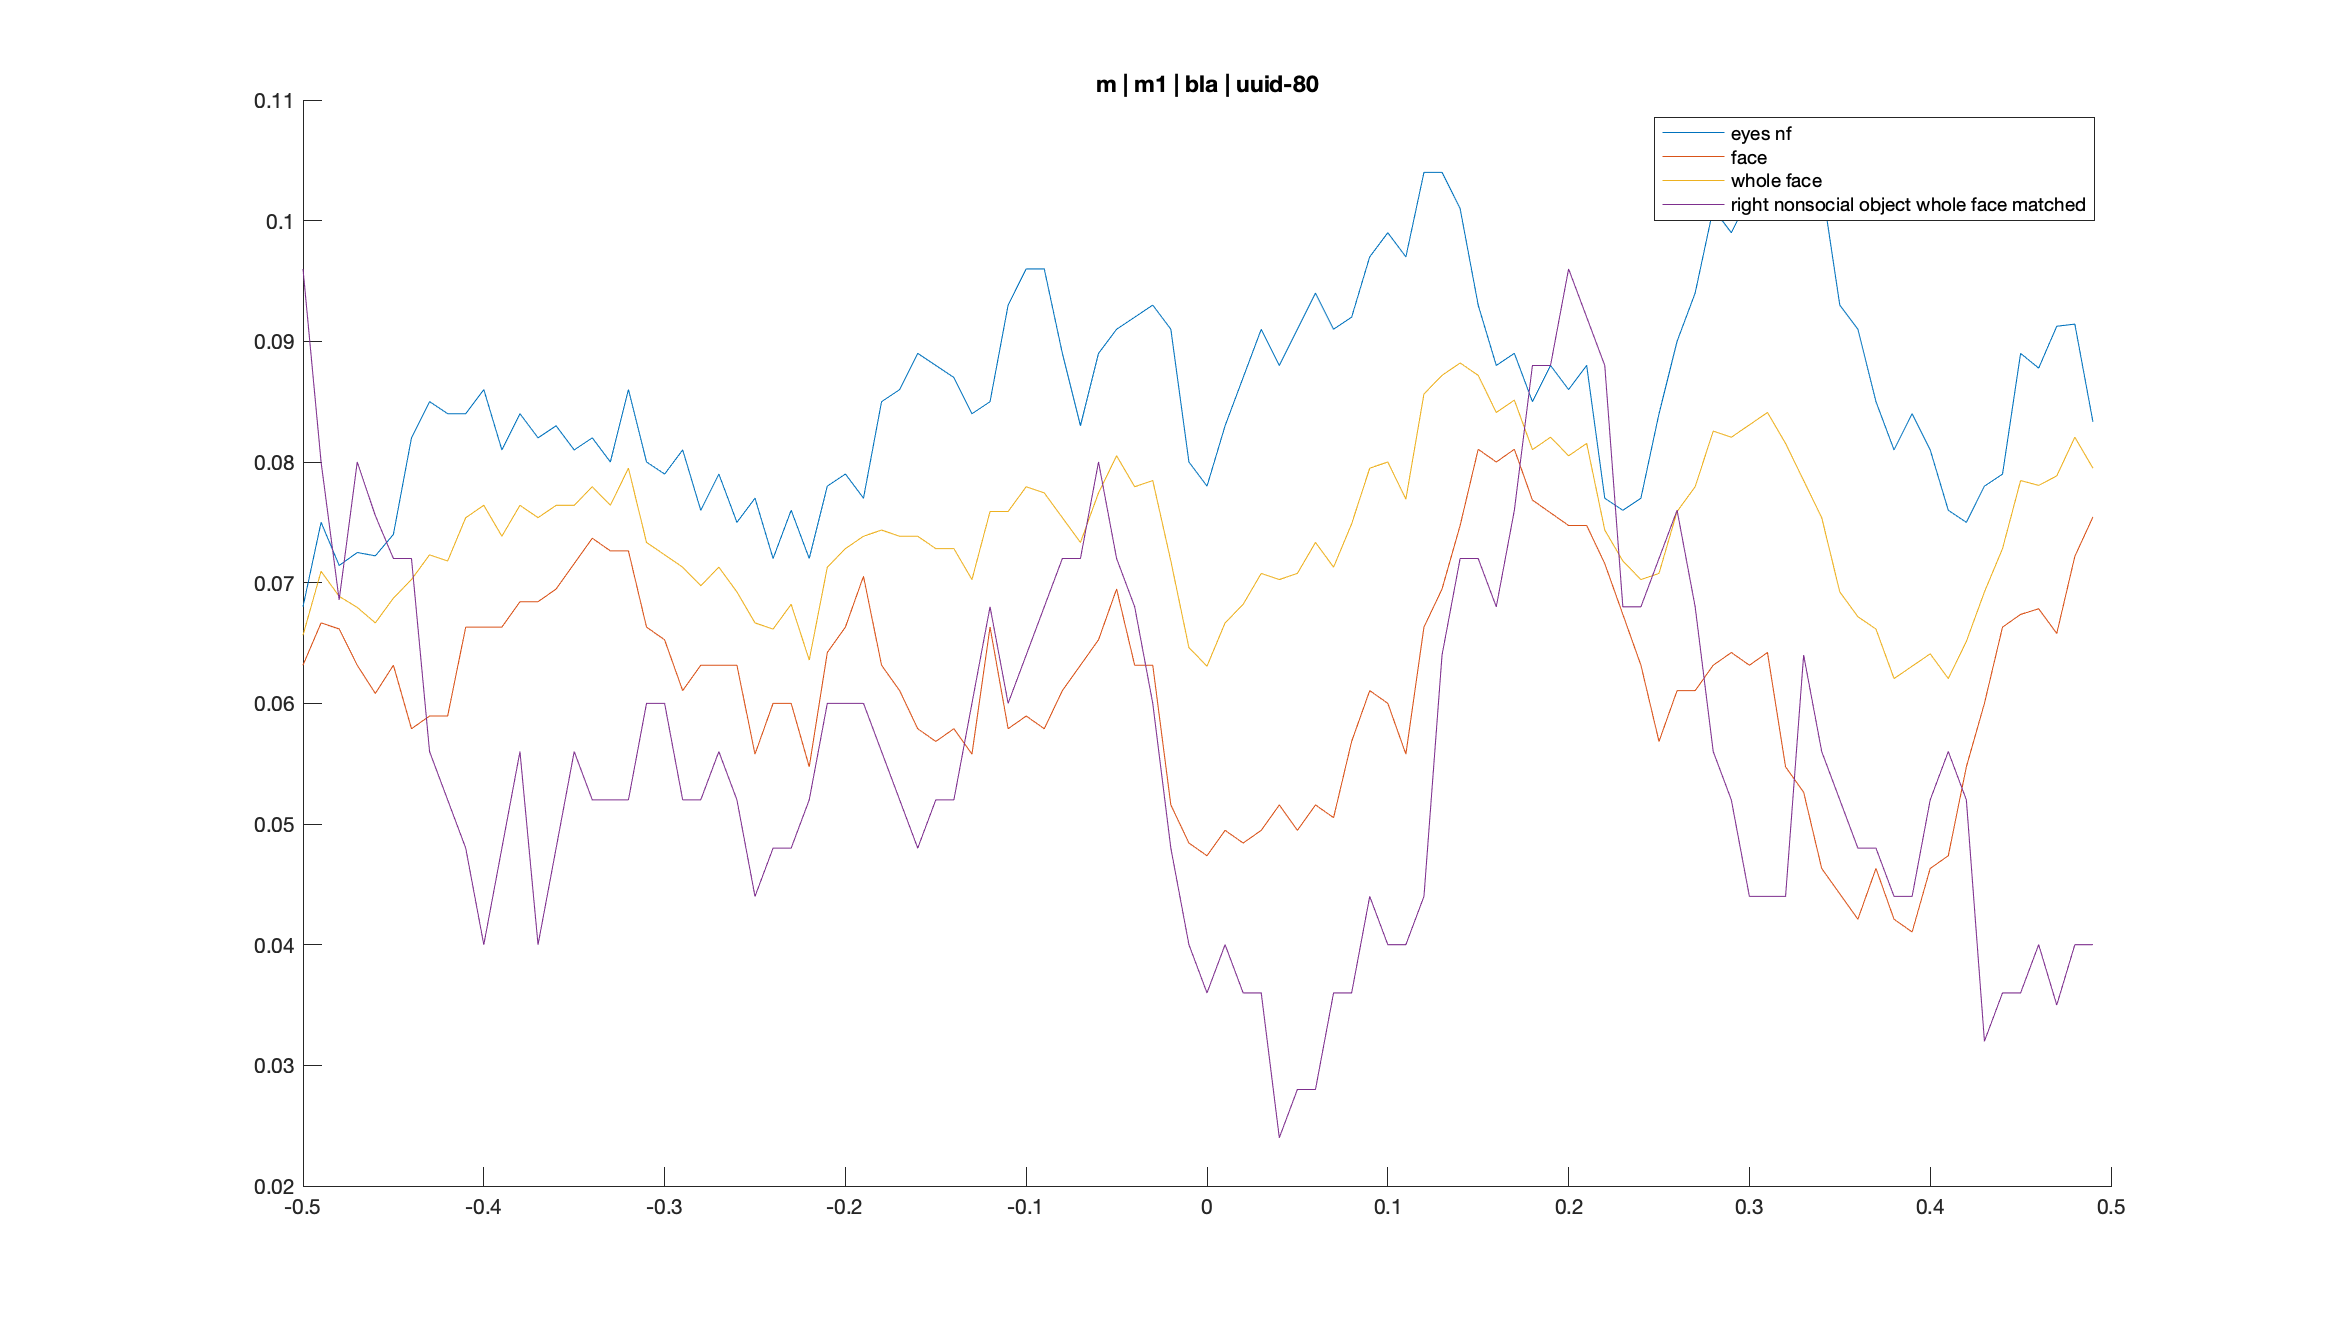 m | m1 | bla | uuid-80
0.11
0.1
0.09
0.08
0.07
0.06
0.05
0.04
0.03
0.02
eyes nf
face
whole face
right nonsocial object whole face matched
-0.5 -0.4 -0.3 -0.2 -0.1 0 0.1 0.2 0.3 0.4 0.5